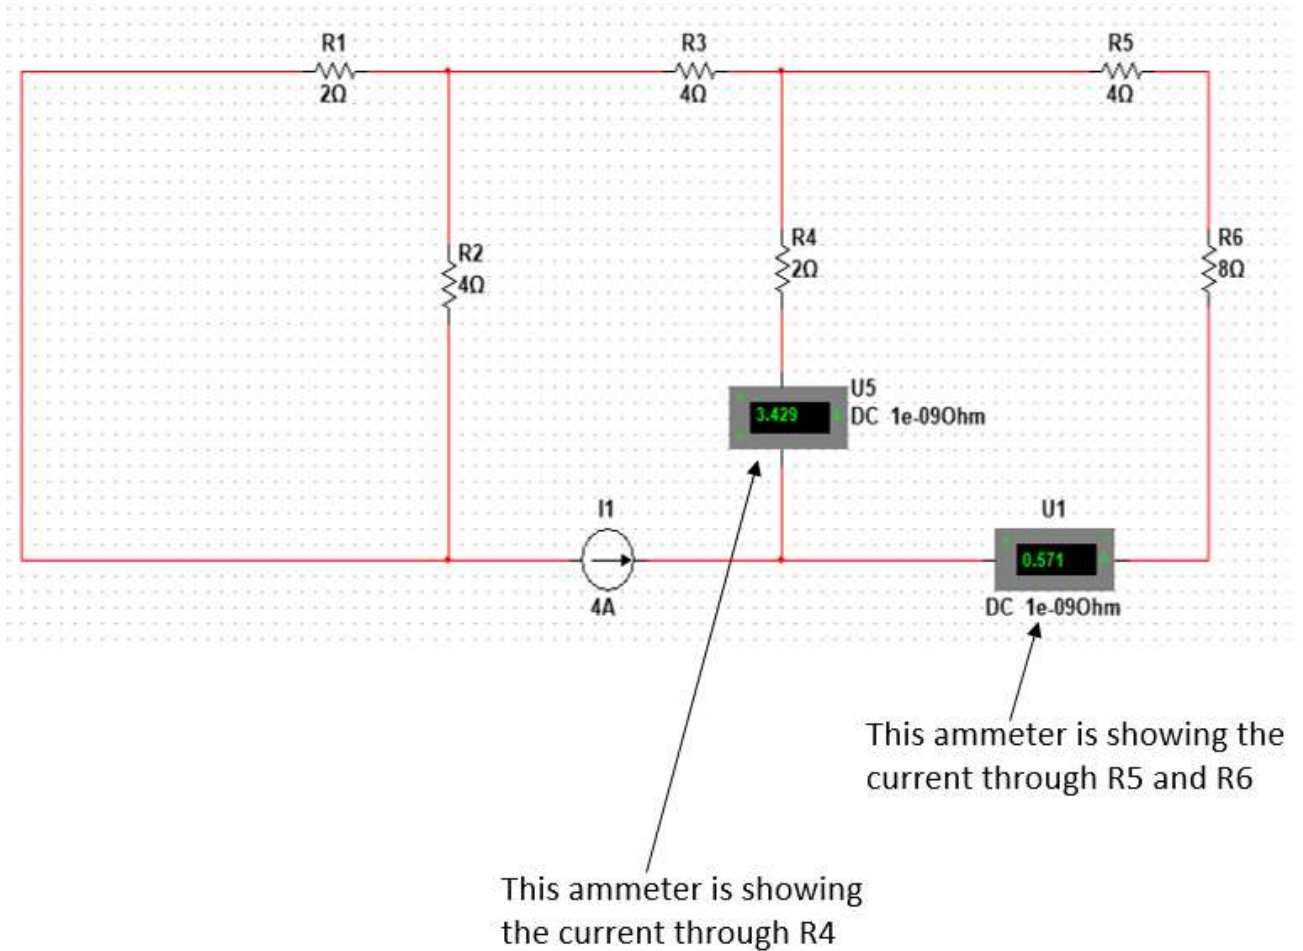 R1
2Ω
R3
4Ω
R5
4Ω
R2
4Ω
R4
2Ω
R6
8Ω
U5
3.429
DC 1e-09Ohm
I1
4A
U1
0.571
DC 1e-09Ohm
This ammeter is showing the
current through R5 and R6
This ammeter is showing
the current through R4